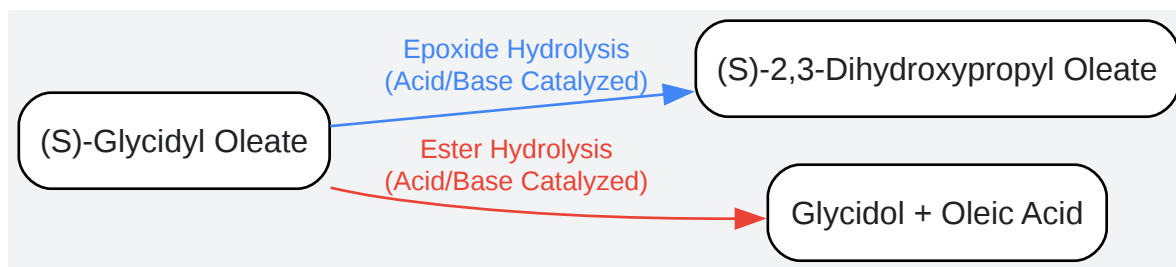 Epoxide Hydrolysis
(Acid/Base Catalyzed)
(S)-2,3-Dihydroxypropyl Oleate
(S)-Glycidyl Oleate
Ester Hydrolysis
(Acid/Base Catalyzed)
Glycidol + Oleic Acid